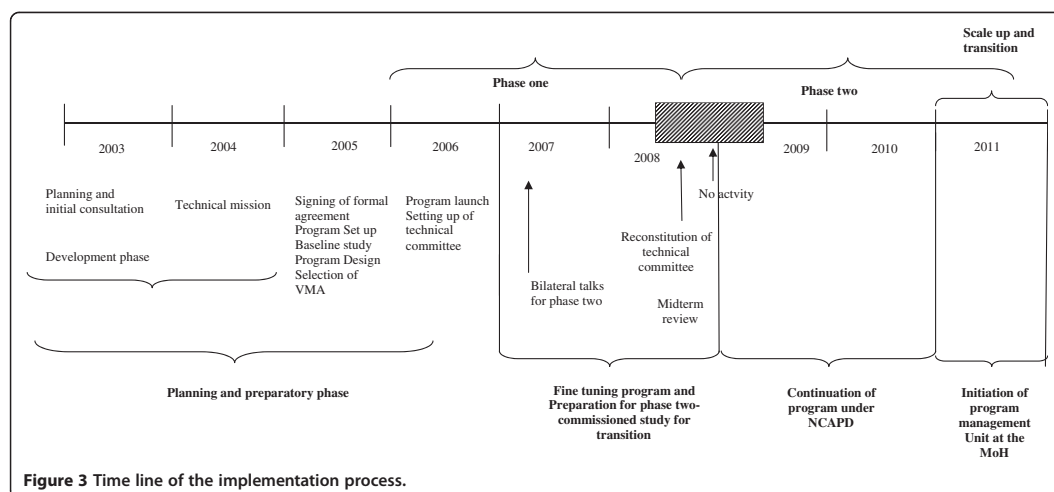 Scale up and
transition
Phase one
Phase two
2003
2004
2005
2006
2007
2008
2009
2010
2011
Planning and
initial consultation
Development phase
Technical mission
Signing of formal
agreement
Program Set up
Baseline study
Program Design
Selection of
VMA
Program launch
Setting up of
technical
committee
Bilateral talks
for phase two
Reconstitution of
technical
committee
Midterm
review
No actvity
Planning and preparatory phase
Fine tuning program and
Preparation for phase two-
commissioned study for
transition
Continuation of
program under
NCAPD
Initiation of
program
management
Unit at the
MoH
Figure 3 Time line of the implementation process.